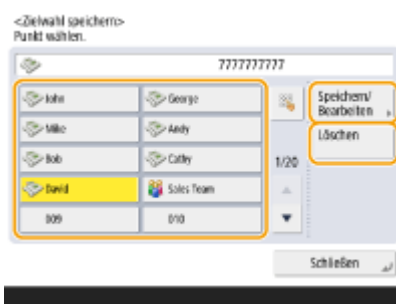 <Zielwahl speichern>
Punkt wählen.
7777777777
John
George
Speichern/
Bearbeiten
Mike
Andy
Löschen
Bob
Cathy
1/20
David
Sales Team
009
010
Schließen